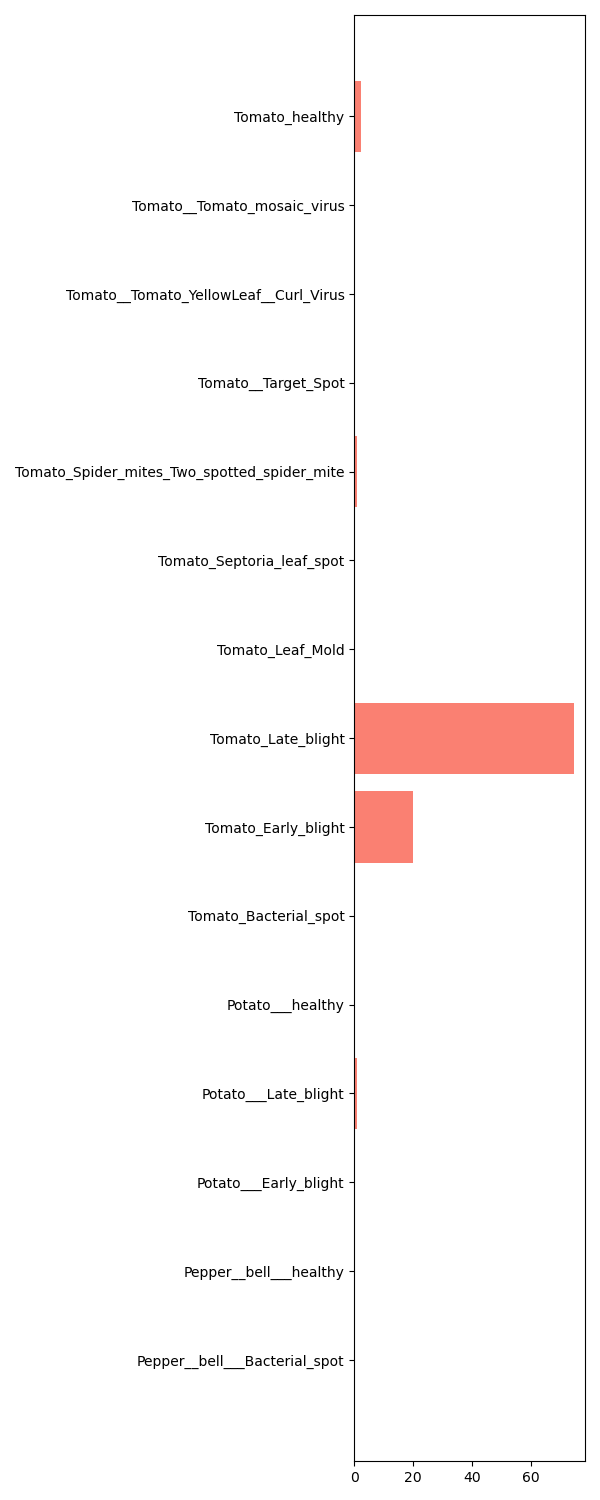 Tomato_healthy
Tomato__Tomato_mosaic_virus
Tomato__Tomato_YellowLeaf__Curl_Virus
Tomato__Target_Spot
Tomato_Spider_mites_Two_spotted_spider_mite
Tomato_Septoria_leaf_spot
Tomato_Leaf_Mold
Tomato_Late_blight
Tomato_Early_blight
Tomato_Bacterial_spot
Potato___healthy
Potato___Late_blight
Potato___Early_blight
Pepper__bell___healthy
Pepper__bell___Bacterial_spot
0 20 40 60